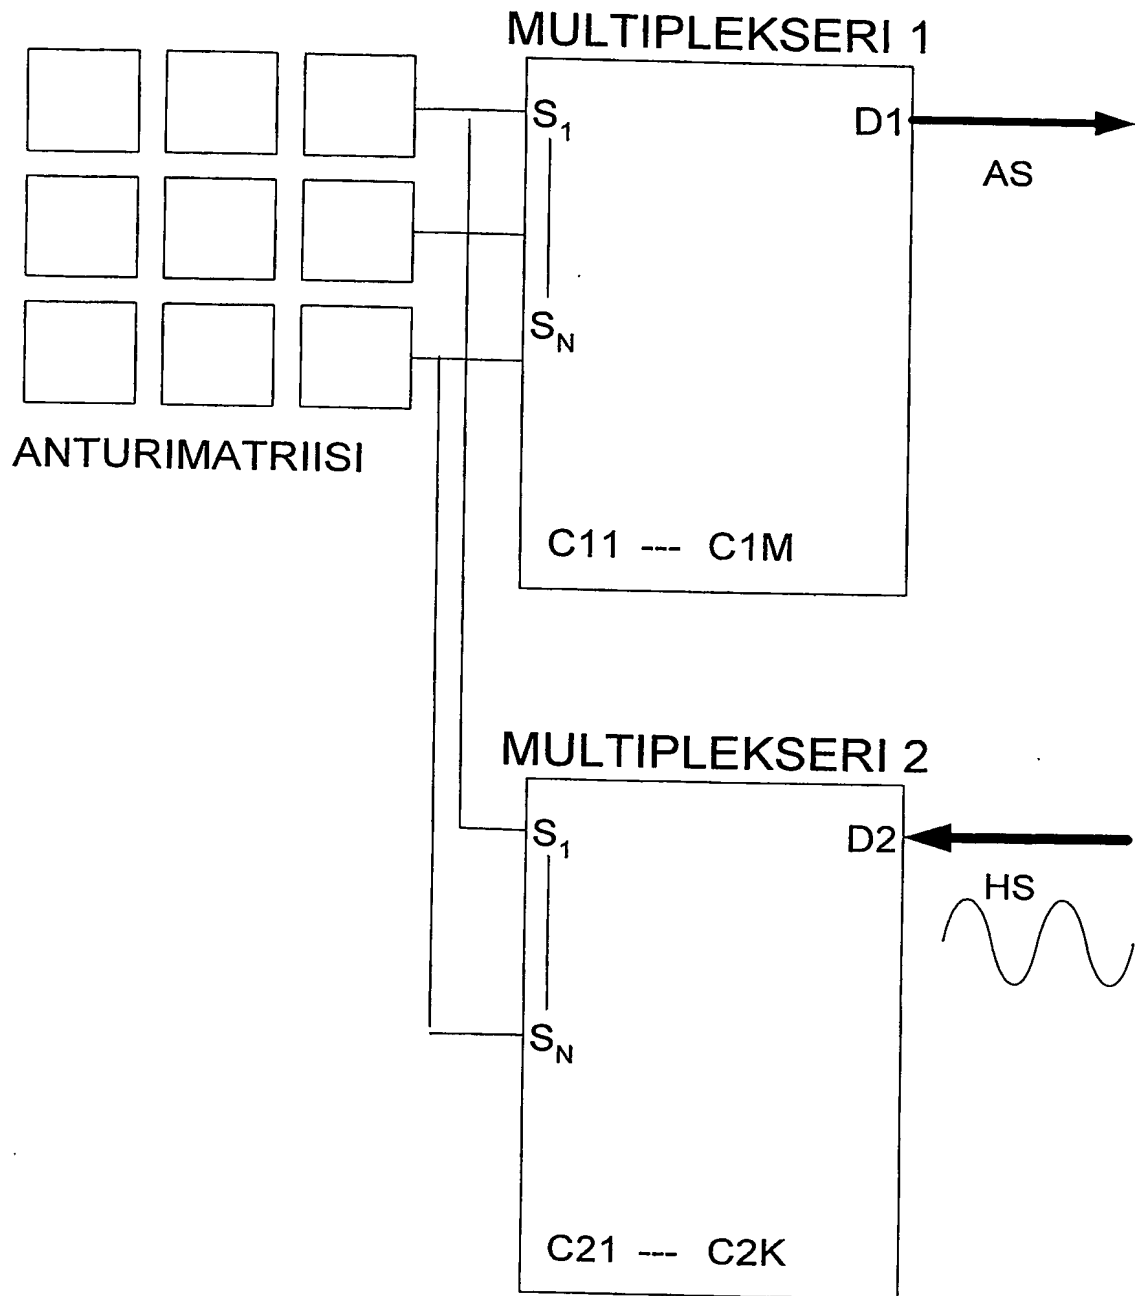 MULTIPLEKSERI 1
S1
D1
AS
SN
ANTURIMATRIISI
C11 --- C1M
MULTIPLEKSERI 2
S1
D2
HS
SN
C21 --- C2K